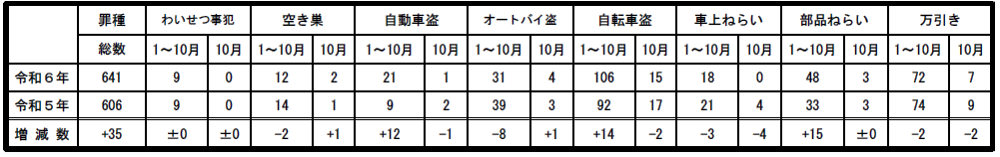 罪種 わいせつ事犯 空き巣 自動車盗 オートバイ盗 自転車盗 車上ねらい 部品ねらい 万引き
総数 1～10月 10月 1～10月 10月 1～10月 10月 1～10月 10月 1～10月 10月 1～10月 10月 1～10月 10月 1～10月 10月
令和６年 641 9 0 12 2 21 1 31 4 106 15 18 0 48 3 72 7
令和５年 606 9 0 14 1 9 2 39 3 92 17 21 4 33 3 74 9
増減数 +35 ±0 ±0 -2 +1 +12 -1 -8 +1 +14 -2 -3 -4 +15 ±0 -2 -2